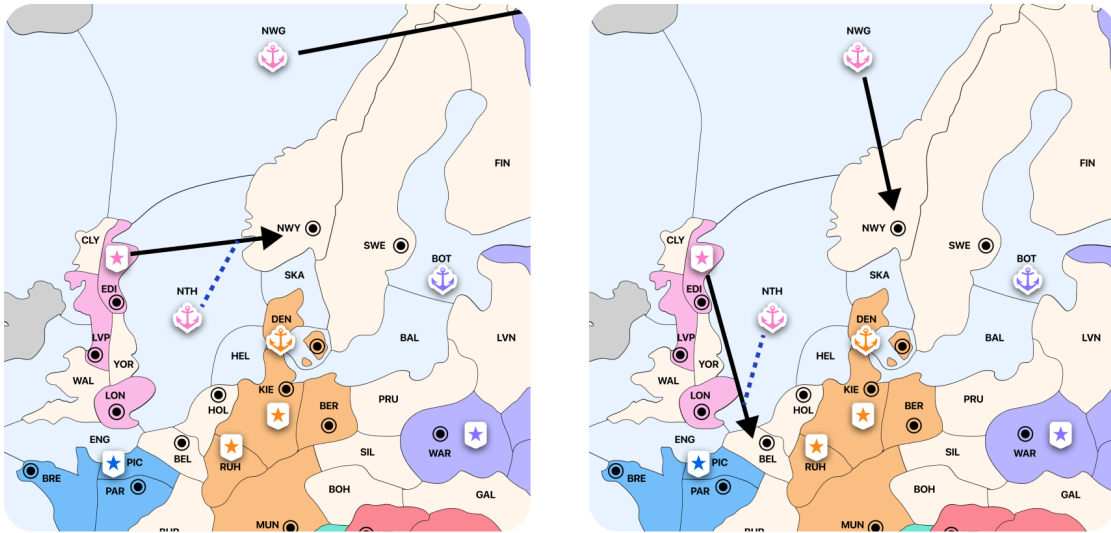 NWG
FIN
CLY
NWY
SWE
BOT
SKA
EDI
NTH
DEN
LVP
HEL
BAL
LVN
YOR
WAL
KIE
LON
HOL
BER
PRU
ENG
BEL
WAR
PIC
RUH
SIL
BRE
PAR
BOH
GAL
MUN
NWG
FIN
CLY
NWY
SWE
BOT
SKA
EDI
NTH
DEN
LVP
HEL
BAL
LVN
YOR
WAL
KIE
LON
HOL
BER
PRU
ENG
BEL
WAR
PIC
RUH
SIL
BRE
PAR
BOH
GAL
MUN